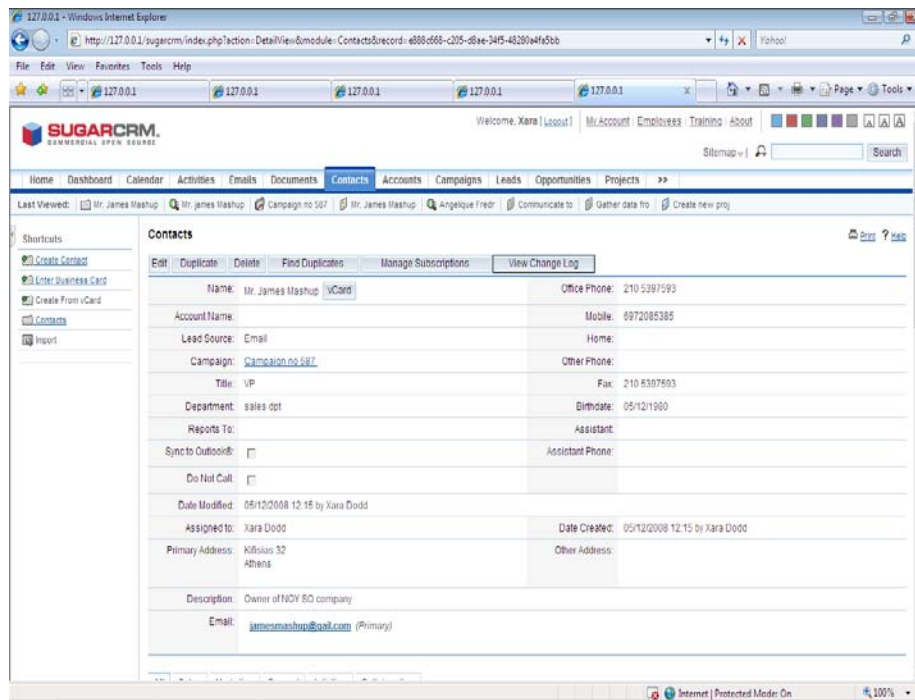 127.0.0.1 - Windows Internet Explorer
http://127.0.0.1/sugarcrm/index.php?action=DetailView&module=Contacts&record=e888c668-c205-d8ae-34f5-48280a4fa5bb
Yahoo!
File Edit View Favorites Tools Help
127.0.0.1 127.0.0.1 127.0.0.1 127.0.0.1 127.0.0.1 x Page Tools
SUGARCRM.
COMMERCIAL OPEN SOURCE
Welcome, Xara [Logout] My Account Employees Training About A A A
Sitemap Search
Home Dashboard Calendar Activities Emails Documents Contacts Accounts Campaigns Leads Opportunities Projects >>
Last Viewed: Mr. James Mashup Mr. james Mashup Campaign no 587 Mr. James Mashup Angelique Fredr Communicate to Gather data fro Create new proj
Shortcuts
Create Contact
Enter Business Card
Create From vCard
Contacts
Import
Contacts
Print ? Help
Edit Duplicate Delete Find Duplicates Manage Subscriptions View Change Log
Name: Mr. James Mashup vCard Office Phone: 210 5397593
Account Name: Mobile: 6972085385
Lead Source: Email Home:
Campaign: Campaign no 587 Other Phone:
Title: VP Fax: 210 5397593
Department: sales dpt Birthdate: 05/12/1980
Reports To: Assistant:
Sync to Outlook®: Assistant Phone:
Do Not Call:
Date Modified: 05/12/2008 12:15 by Xara Dodd
Assigned to: Xara Dodd Date Created: 05/12/2008 12:15 by Xara Dodd
Primary Address: Kifisias 32 Other Address:
Athens
Description: Owner of NOY SO company
Email: jamesmashup@gail.com (Primary)
Internet | Protected Mode: On 100%